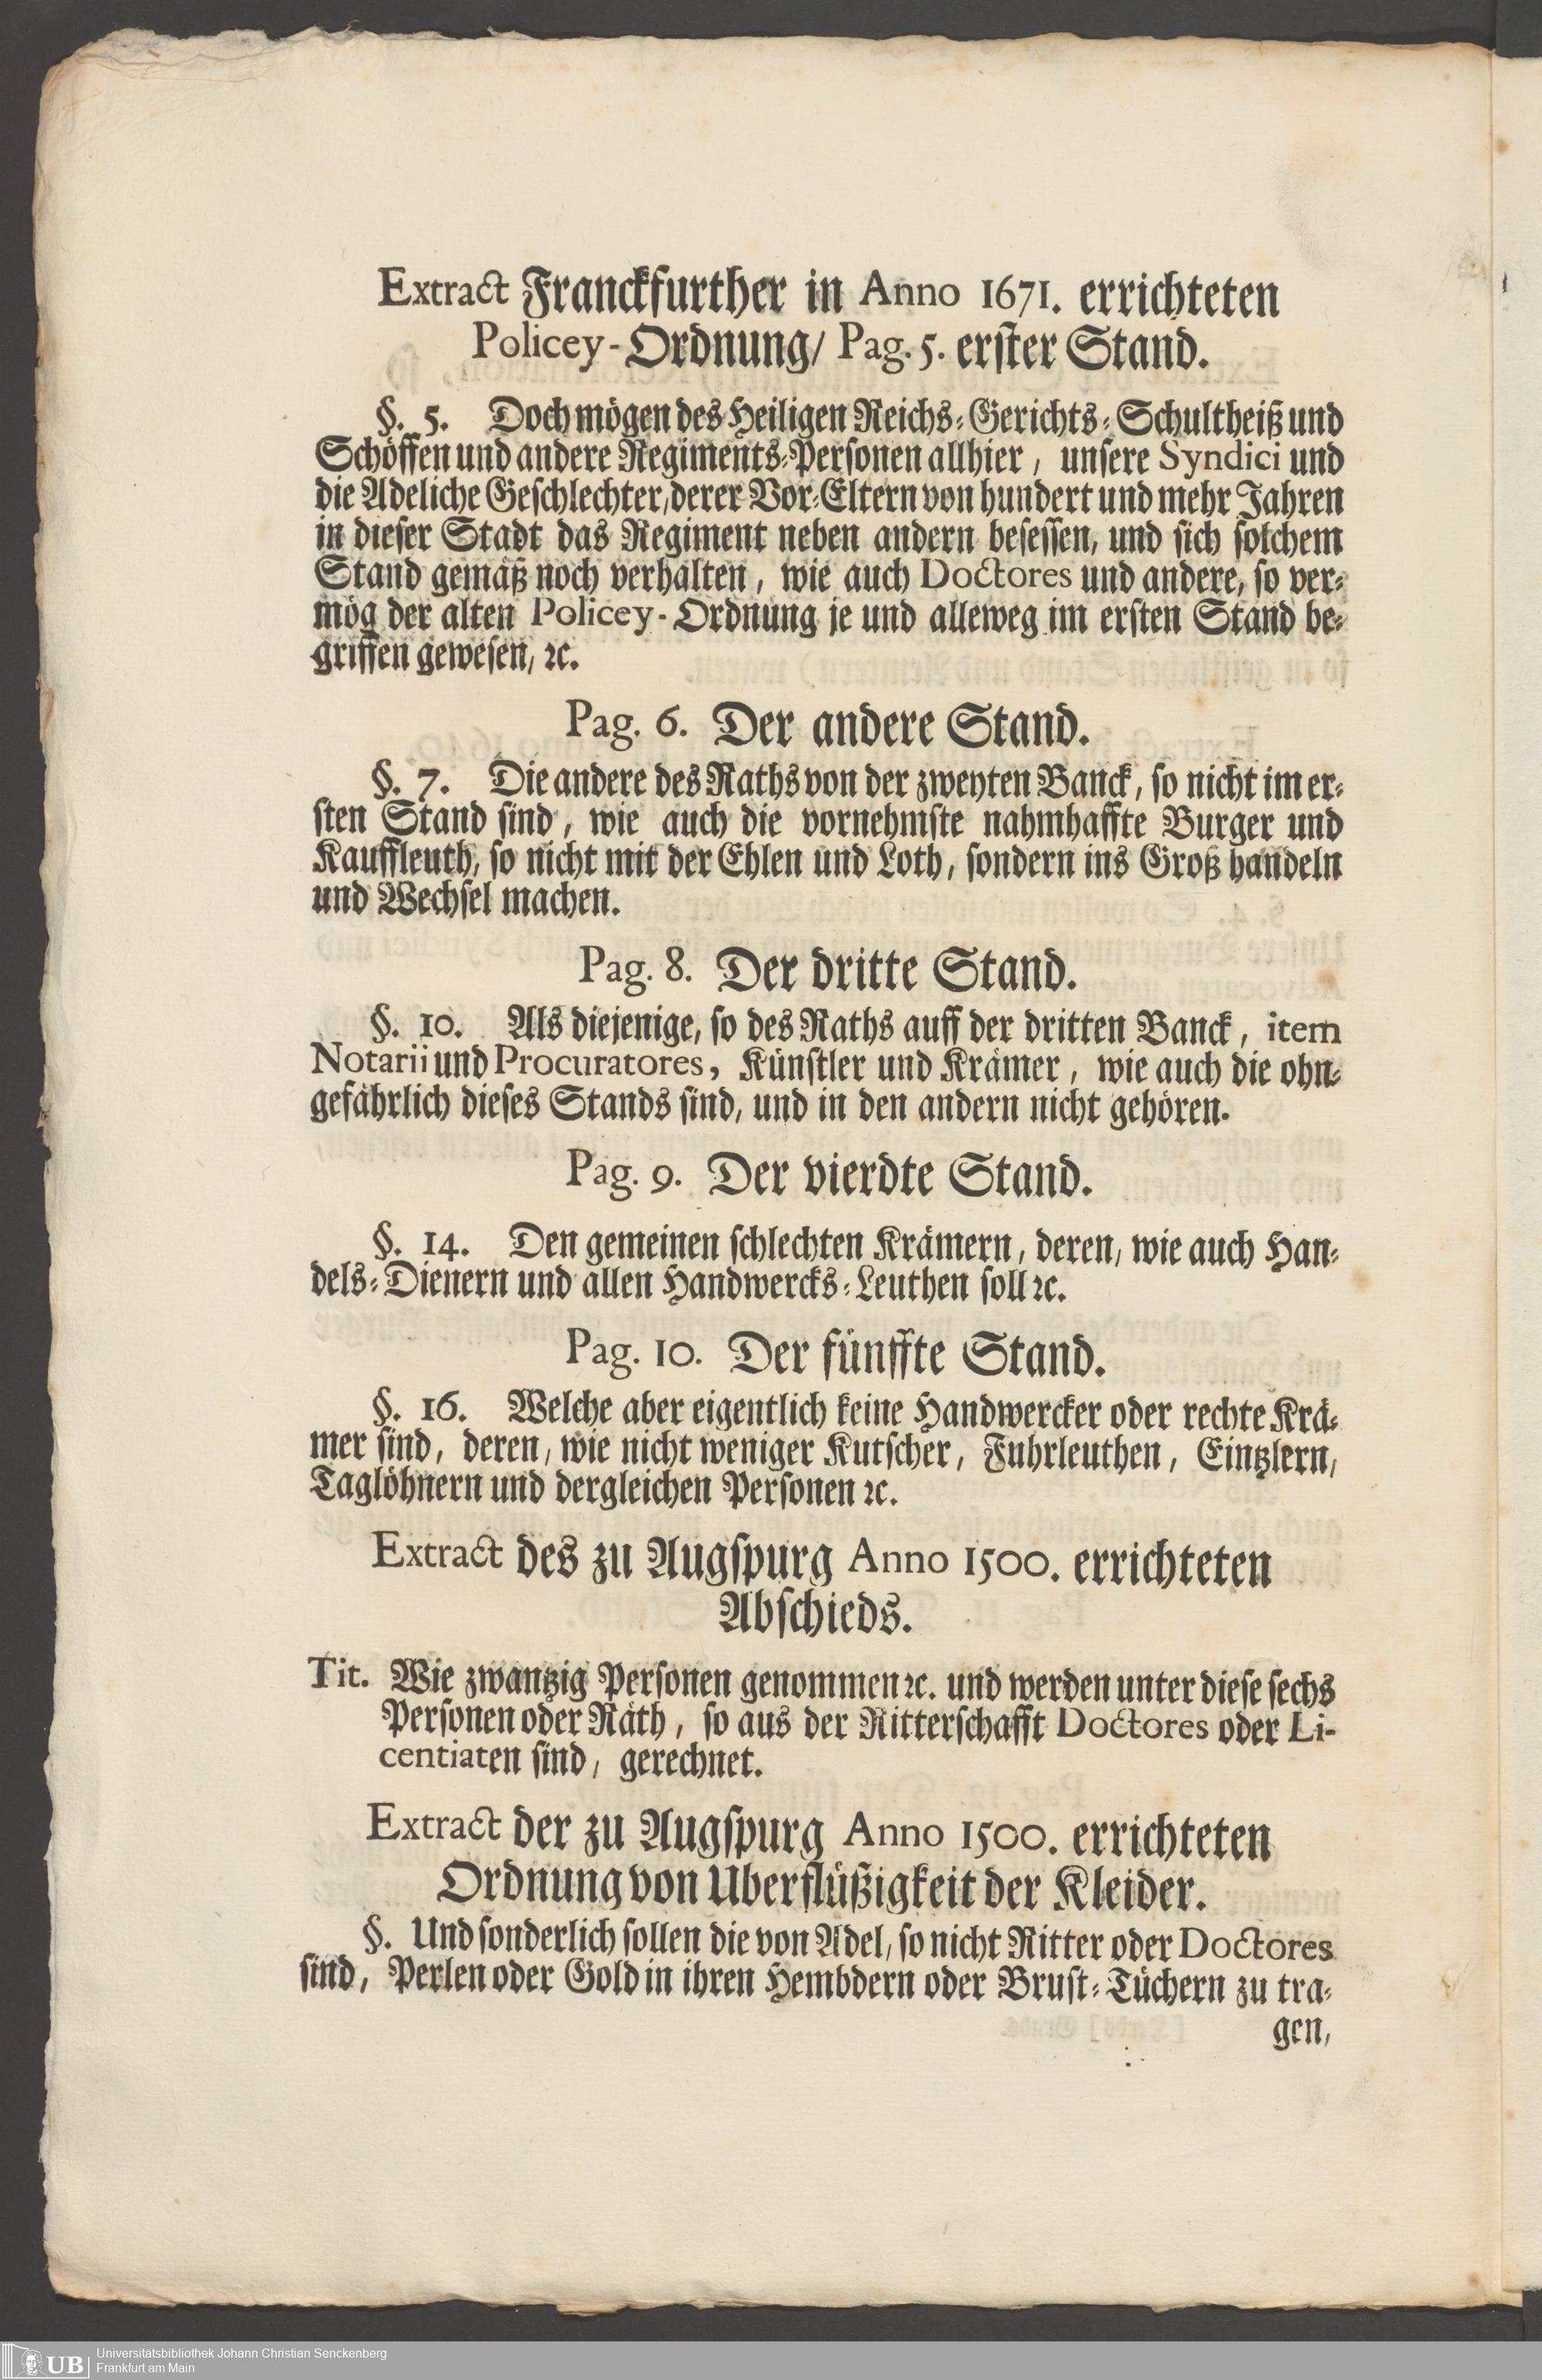 Extract Franckfurther in Anno 1671. errichteten
Policey-Ordnung/ Pag. 5. erster Stand.
§. 5. Doch mögen des Heiligen Reichs-Gerichts-Schultheiß und
Schöffen und andere Regiments-Personen allhier, unsere Syndici und
die Adeliche Geschlechter, derer Vor-Eltern von hundert und mehr Jahren
in dieser Stadt das Regiment neben andern besessen, und sich solchem
Stand gemäß noch verhalten, wie auch Doctores und andere, so ver-
mög der alten Policey-Ordnung je und alleweg im ersten Stand be-
griffen gewesen, ꝛc.
Pag. 6. Der andere Stand.
§. 7. Die andere des Raths von der zweyten Banck, so nicht im er-
sten Stand sind, wie auch die vornehmste nahmhaffte Burger und
Kauffleuth, so nicht mit der Ehlen und Loth, sondern ins Groß handeln
und Wechsel machen.
Pag. 8. Der dritte Stand.
§. 10. Als diejenige, so des Raths auff der dritten Banck, item
Notarii und Procuratores, Künstler und Krämer, wie auch die ohn-
gefährlich dieses Stands sind, und in den andern nicht gehören.
Pag. 9. Der vierdte Stand.
§. 14. Den gemeinen schlechten Krämern, deren, wie auch Han-
dels-Dienern und allen Handwercks-Leuthen soll ꝛc.
Pag. 10. Der fünffte Stand.
§. 16. Welche aber eigentlich keine Handwercker oder rechte Krä-
mer sind, deren, wie nicht weniger Kutscher, Fuhrleuthen, Eintzlern,
Taglöhnern und dergleichen Personen ꝛc.
Extract des zu Augspurg Anno 1500. errichteten
Abschieds.
Tit. Wie zwantzig Personen genommen ꝛc. und werden unter diese sechs
Personen oder Räth, so aus der Ritterschafft Doctores oder Li-
centiaten sind, gerechnet.
Extract der zu Augspurg Anno 1500. errichteten
Ordnung von Uberflüßigkeit der Kleider.
§. Und sonderlich sollen die von Adel, so nicht Ritter oder Doctores
sind, Perlen oder Gold in ihren Hembdern oder Brust-Tüchern zu tra-
gen,
UB Universitätsbibliothek Johann Christian Senckenberg
Frankfurt am Main